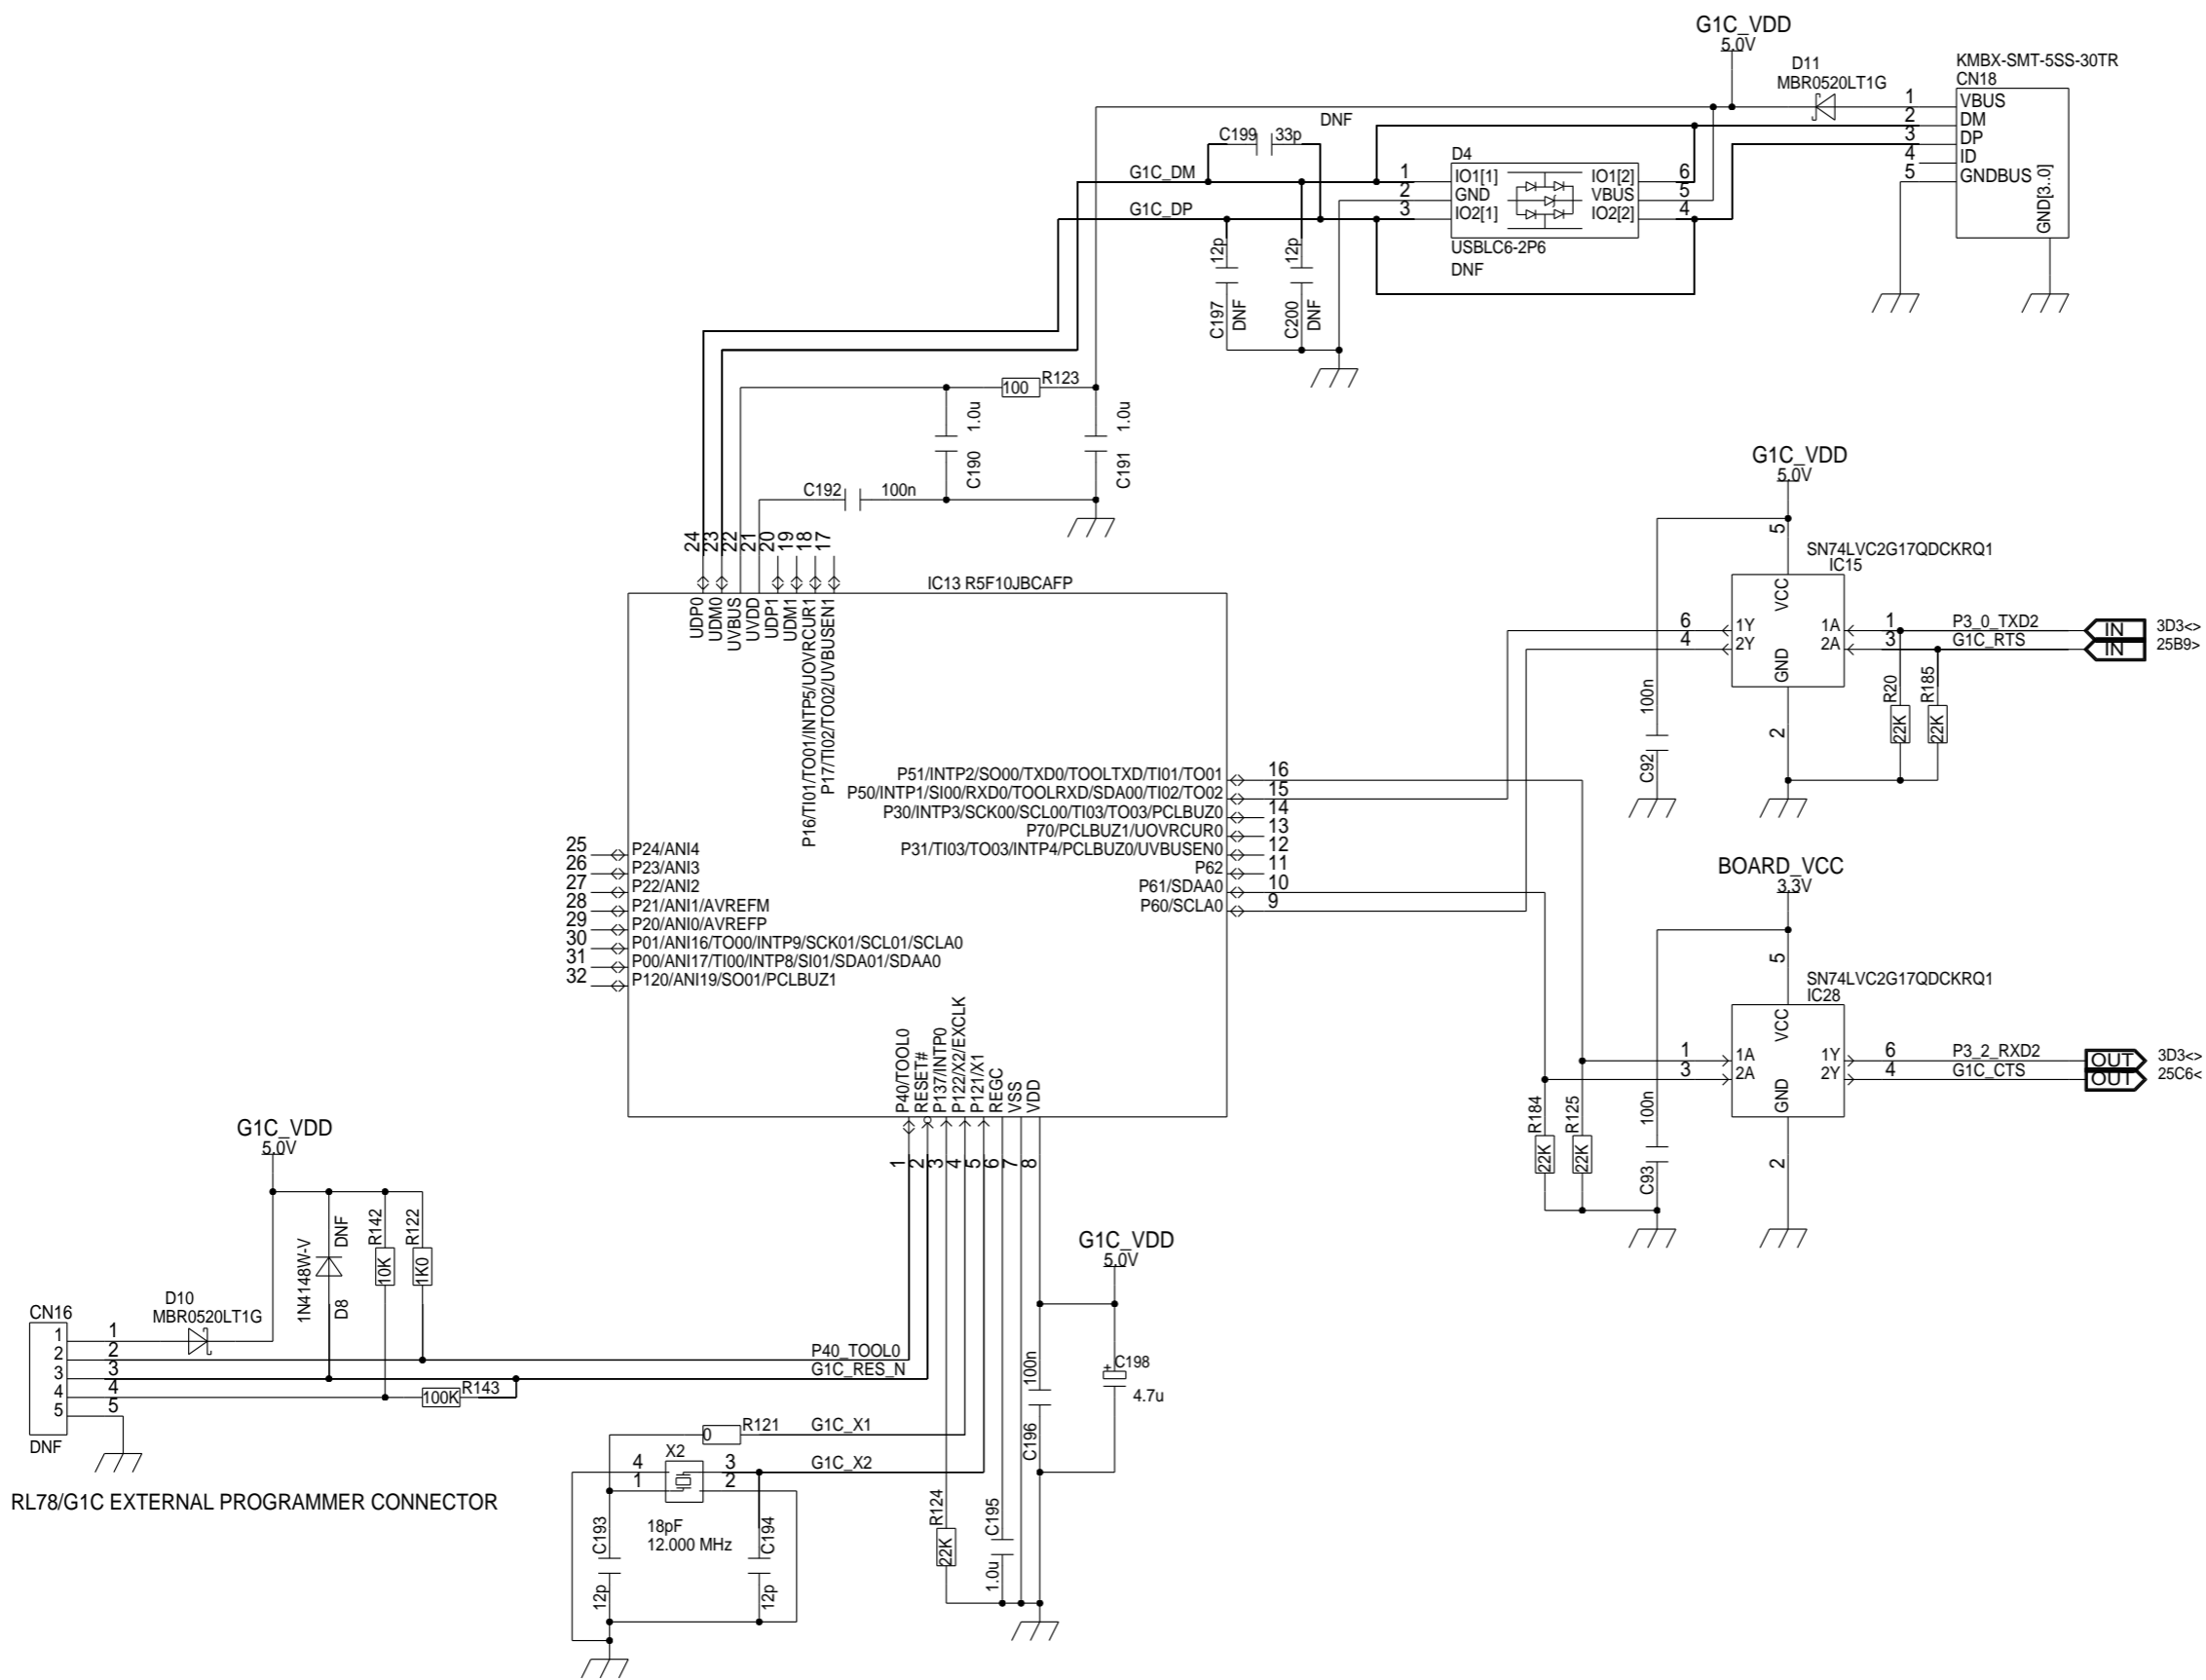 G1C_VDD
5.0V
D11
MBR0520LT1G
KMBX-SMT-5SS-30TR
CN18
1
2
3
4
5
VBUS
DM
DP
ID
GNDBUS
GND[3..0]
C199
33p
DNF
G1C_DM
G1C_DP
D4
1
2
3
IO1[1]
GND
IO2[1]
IO1[2]
VBUS
IO2[2]
6
5
4
USBLC6-2P6
DNF
12p
C197
DNF
12p
C200
DNF
100
R123
1.0u
C190
1.0u
C191
C192
100n
24
23
22
21
20
19
18
17
IC13 R5F10JBCAFP
UDP0
UDM0
UVBUS
UVDD
UDP1
UDM1
P16/TI01/TO01/INTP5/UOVRCUR1
P17/TI02/TO02/UVBUSEN1
P51/INTP2/SO00/TXD0/TOOLTXD/TI01/TO01
16
P50/INTP1/SI00/RXD0/TOOLRXD/SDA00/TI02/TO02
15
P30/INTP3/SCK00/SCL00/TI03/TO03/PCLBUZ0
14
P70/PCLBUZ1/UOVRCUR0
13
P31/TI03/TO03/INTP4/PCLBUZ0/UVBUSEN0
12
P62
11
P61/SDAA0
10
P60/SCLA0
9
25
P24/ANI4
26
P23/ANI3
27
P22/ANI2
28
P21/ANI1/AVREFM
29
P20/ANI0/AVREFP
30
P01/ANI16/TO00/INTP9/SCK01/SCL01/SCLA0
31
P00/ANI17/TI00/INTP8/SI01/SDA01/SDAA0
32
P120/ANI19/SO01/PCLBUZ1
P40/TOOL0
RESET#
P137/INTP0
P122/X2/EXCLK
P121/X1
REGC
VSS
VDD
1
2
3
4
5
6
7
8
G1C_VDD
5.0V
5
SN74LVC2G17QDCKRQ1
IC15
VCC
6
4
1Y
2Y
1A
2A
GND
1
3
P3_0_TXD2
G1C_RTS
IN
IN
3D3<>
25B9>
100n
C92
2
R20
22K
R185
22K
BOARD_VCC
3.3V
5
SN74LVC2G17QDCKRQ1
IC28
VCC
1
3
1A
2A
1Y
2Y
GND
6
4
P3_2_RXD2
G1C_CTS
OUT
OUT
3D3<>
25C6<
R184
22K
R125
22K
100n
C93
2
G1C_VDD
5.0V
1N4148W-V
DNF
D8
R142
10K
R122
1K0
D10
MBR0520LT1G
CN16
1
2
3
4
5
1
2
3
4
5
DNF
R143
100K
P40_TOOL0
G1C_RES_N
RL78/G1C EXTERNAL PROGRAMMER CONNECTOR
0
R121
G1C_X1
G1C_X2
X2
4
1
3
2
18pF
12.000 MHz
C193
12p
C194
12p
R124
22K
C195
1.0u
G1C_VDD
5.0V
100n
C196
+
C198
4.7u